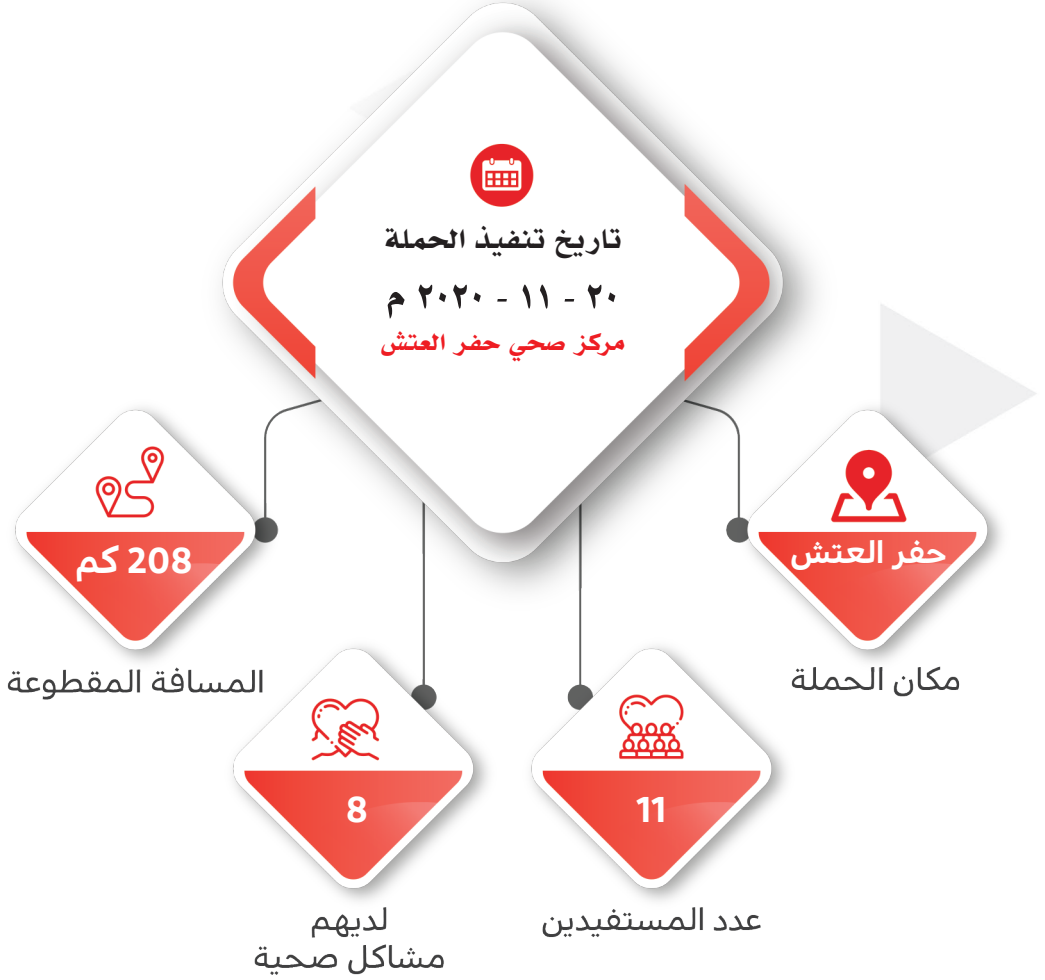 تاريخ تنفيذ الحملة
٢٠ - ١١ - ٢٠٢٠ م
مركز صحي حفر العتش
حفر العتش
مكان الحملة
11
عدد المستفيدين
8
لديهم
مشاكل صحية
208 كم
المسافة المقطوعة